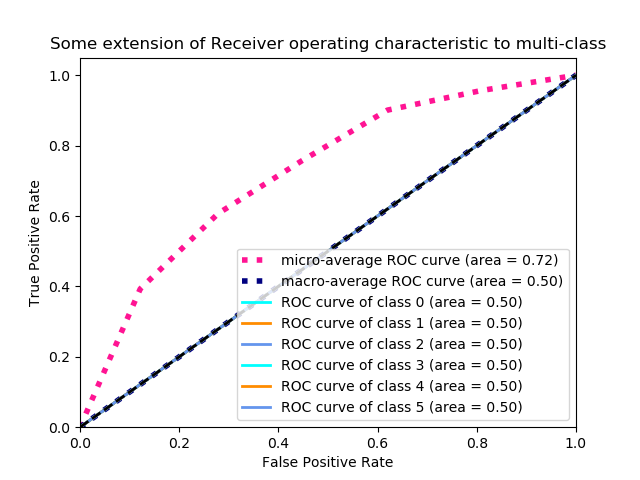 Some extension of Receiver operating characteristic to multi-class
1.0
0.8
0.6
0.4
0.2
0.0
True Positive Rate
micro-average ROC curve (area = 0.72)
macro-average ROC curve (area = 0.50)
ROC curve of class 0 (area = 0.50)
ROC curve of class 1 (area = 0.50)
ROC curve of class 2 (area = 0.50)
ROC curve of class 3 (area = 0.50)
ROC curve of class 4 (area = 0.50)
ROC curve of class 5 (area = 0.50)
0.0 0.2 0.4 0.6 0.8 1.0
False Positive Rate